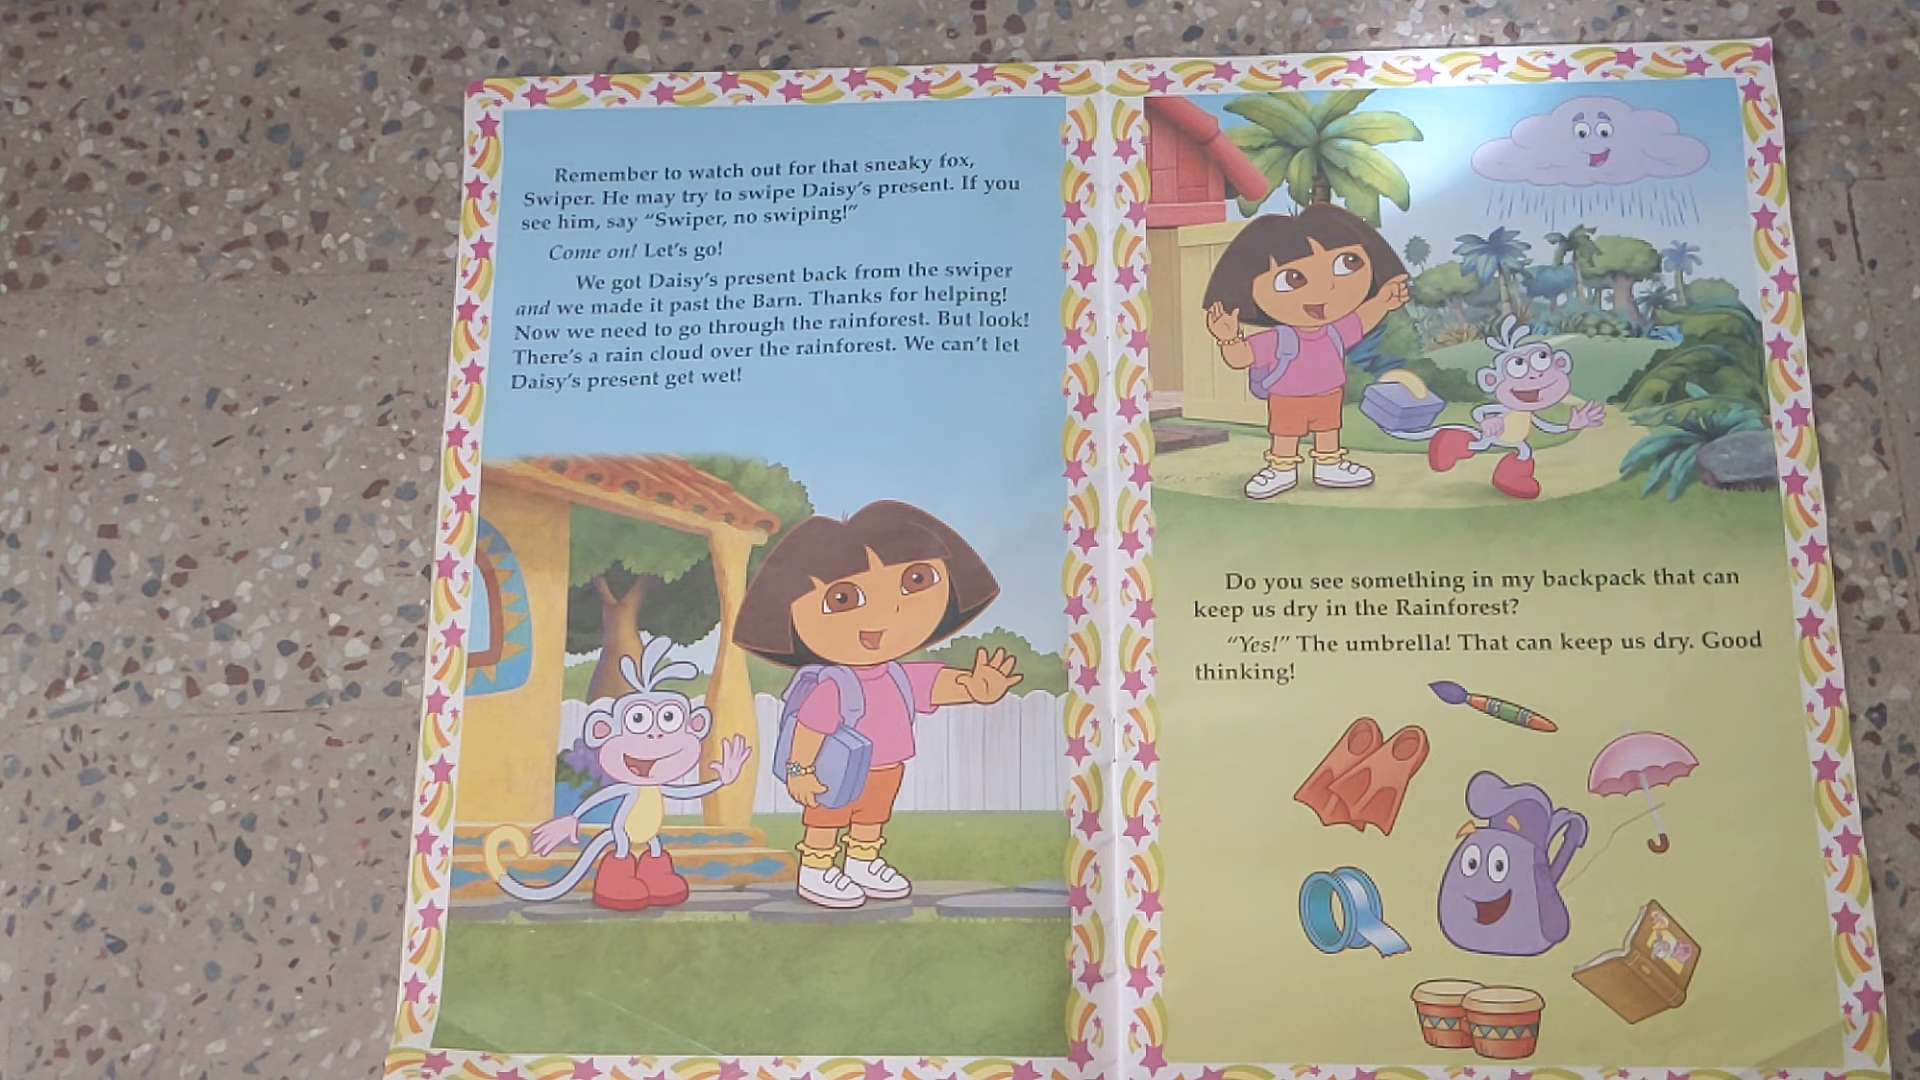 Remember to watch out for that sneaky fox,
Swiper. He may try to swipe Daisy's present. If you
see him, say "Swiper, no swiping!"
Come on! Let's go!
We got Daisy's present back from the swiper
and we made it past the Barn. Thanks for helping!
Now we need to go through the rainforest. But look!
There's a rain cloud over the rainforest. We can't let
Daisy's present get wet!
Do you see something in my backpack that can
keep us dry in the Rainforest?
"Yes!" The umbrella! That can keep us dry. Good
thinking!